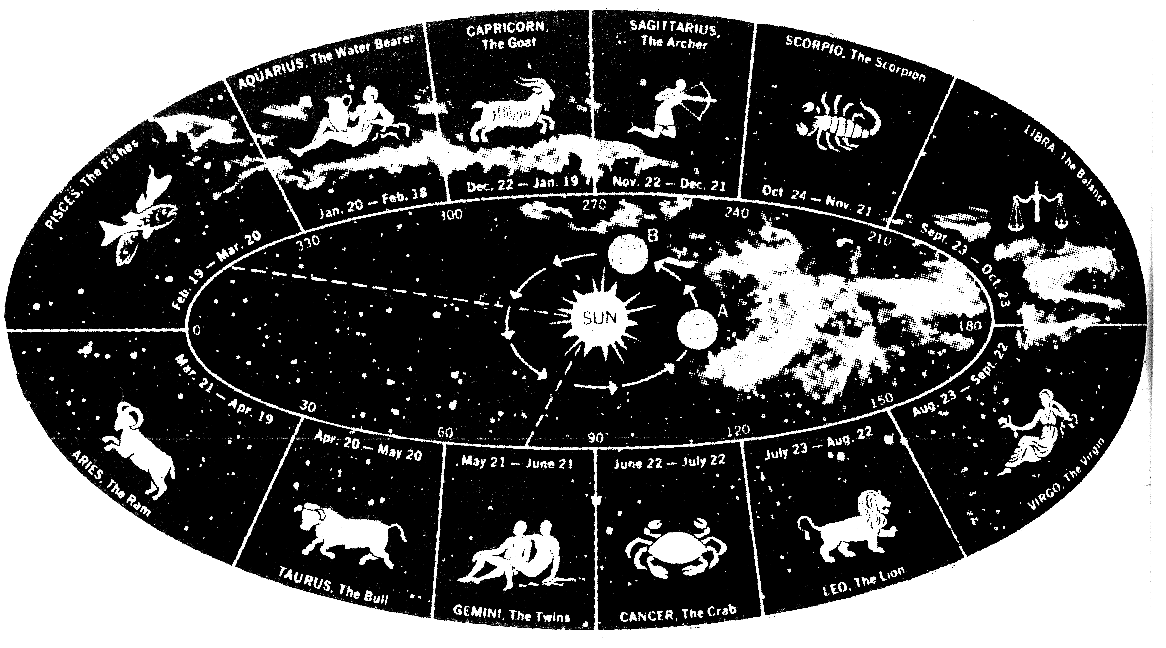 CAPRICORN,
The Goat
SAGITTARIUS,
The Archer
SCORPIO, The Scorpion
AQUARIUS, The Water Bearer
LIBRA, The Balance
PISCES, The Fishes
Jan. 20 — Feb. 18
Dec. 22 — Jan. 19
Nov. 22 — Dec. 21
Oct. 24 — Nov. 21
Sept. 23 — Oct. 23
Feb. 19 — Mar. 20
330
300
270
240
210
B
SUN
A
0
180
Mar. 21 — Apr. 19
30
60
90
120
150
Aug. 23 — Sept. 22
Apr. 20 — May 20
May 21 — June 21
June 22 — July 22
July 23 — Aug. 22
ARIES, The Ram
VIRGO, The Virgin
TAURUS, The Bull
GEMINI, The Twins
CANCER, The Crab
LEO, The Lion